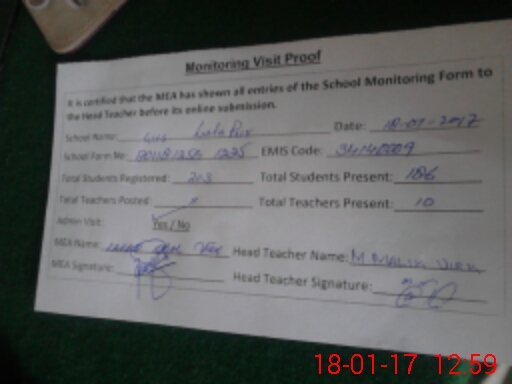 Monitoring Visit Proof
It is certified that the MEA has shown all entries of the School Monitoring Form to
the Head Teacher before its online submission.
School Name: GHS Date: 18-01-2017
School Form No EMIS Code:
Total Students Registered: 213 Total Students Present: 186
Total Teachers Posted: Total Teachers Present: 10
Admin Visit: Yes / No
MEA Name: Head Teacher Name: M
MEA Signature: Head Teacher Signature:
18-01-17 12:59